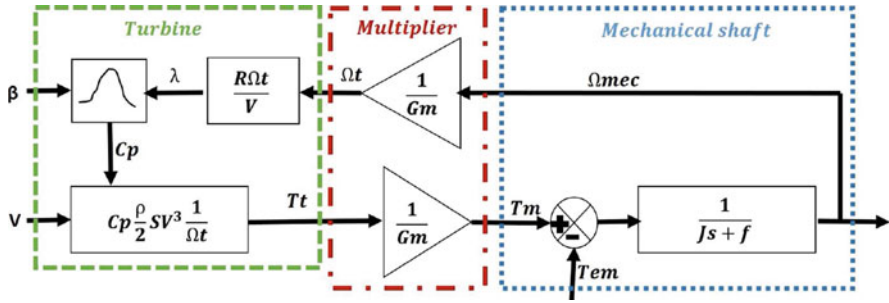 Turbine
Multiplier
Mechanical shaft
β
λ
RΩt
V
Ωt
1
Gm
Ωmec
Cp
V
Cp ρ/2 SV³ 1/Ωt
Tt
1
Gm
Tm
+
-
1
Js + f
Tem